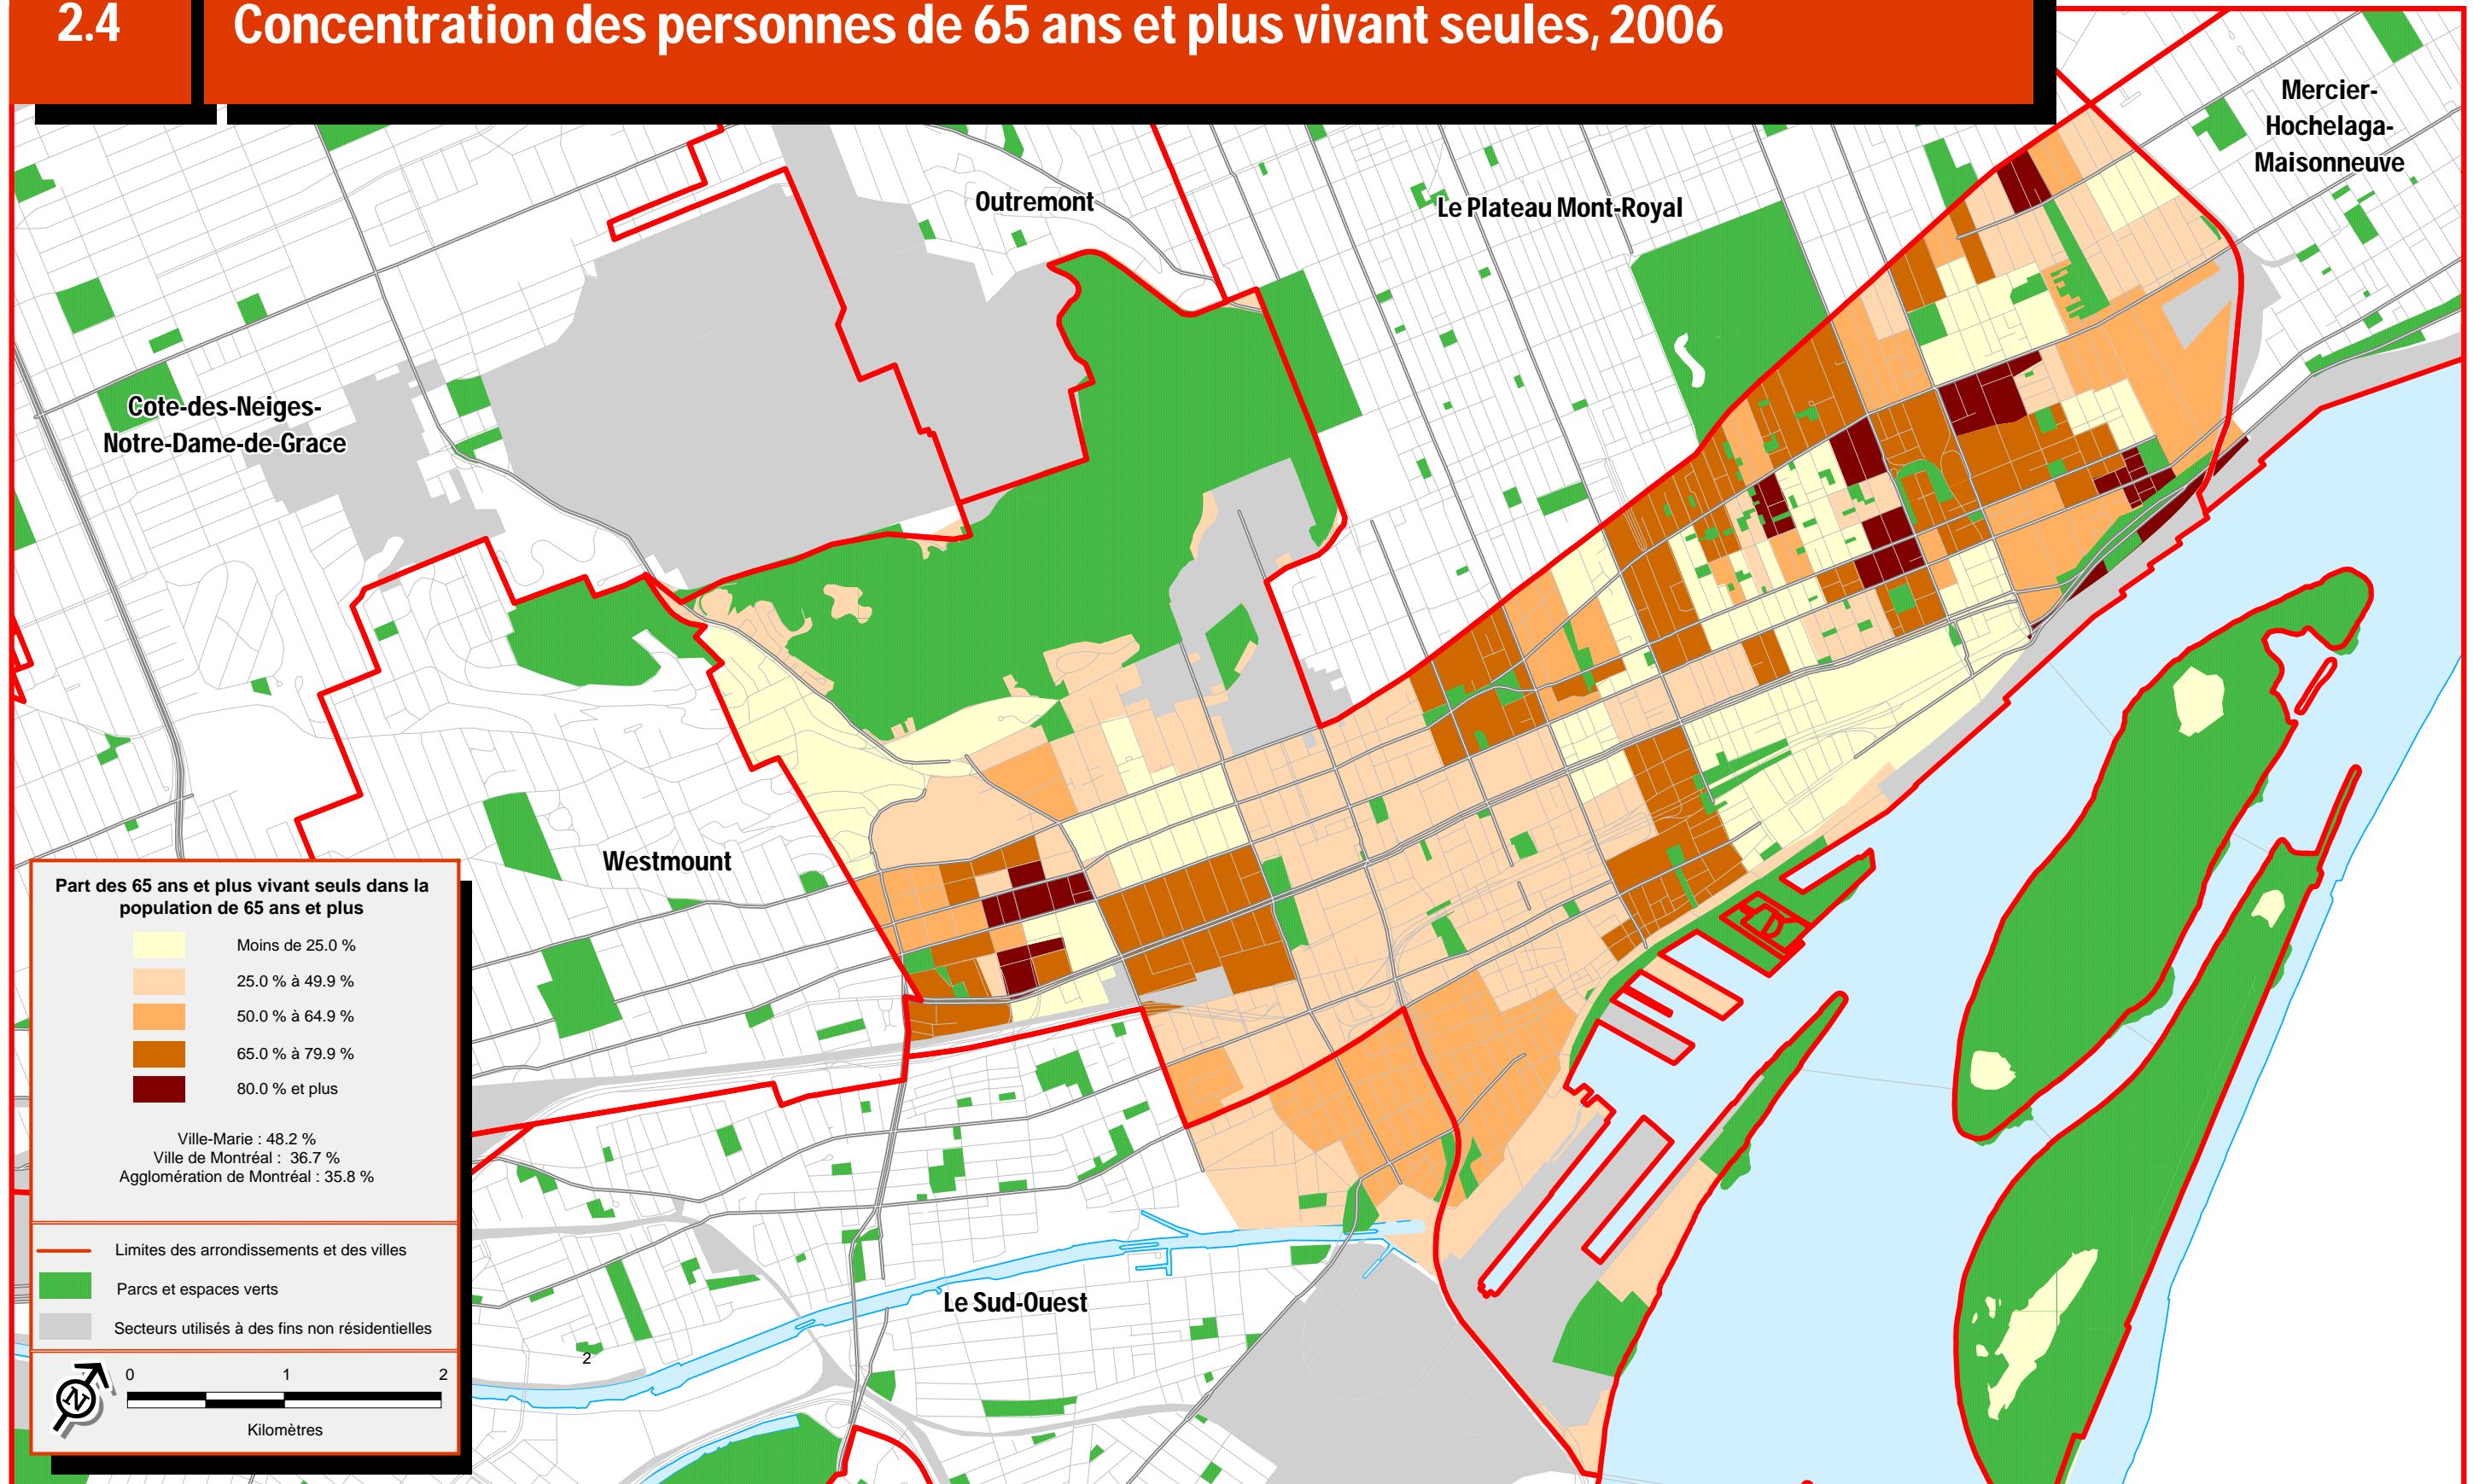 2.4
Concentration des personnes de 65 ans et plus vivant seules, 2006
Mercier-
Hochelaga-
Maisonneuve
Outremont
Le Plateau Mont-Royal
Cote-des-Neiges-
Notre-Dame-de-Grace
Westmount
Le Sud-Ouest
2
Part des 65 ans et plus vivant seuls dans la
population de 65 ans et plus
Moins de 25.0 %
25.0 % à 49.9 %
50.0 % à 64.9 %
65.0 % à 79.9 %
80.0 % et plus
Ville-Marie : 48.2 %
Ville de Montréal : 36.7 %
Agglomération de Montréal : 35.8 %
Limites des arrondissements et des villes
Parcs et espaces verts
Secteurs utilisés à des fins non résidentielles
N
0 1 2
Kilomètres